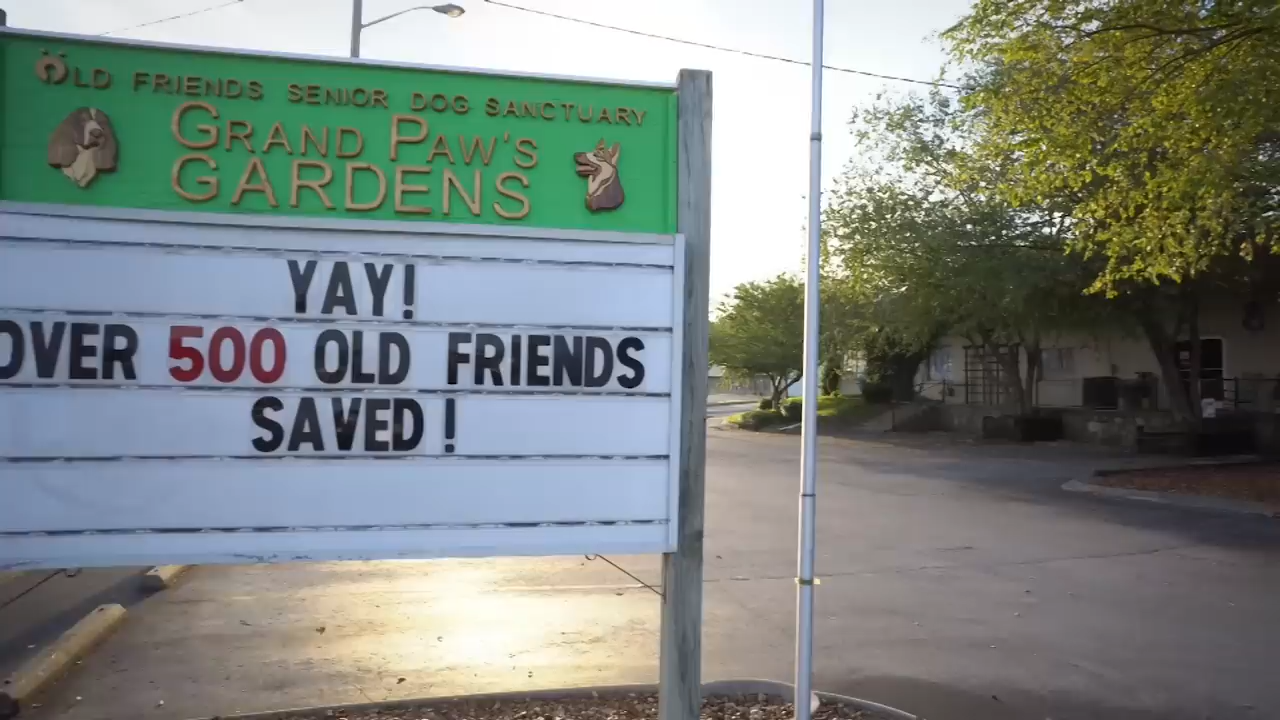 OLD FRIENDS SENIOR DOG SANCTUARY
GRAND PAW'S
GARDENS
YAY!
OVER 500 OLD FRIENDS
SAVED!